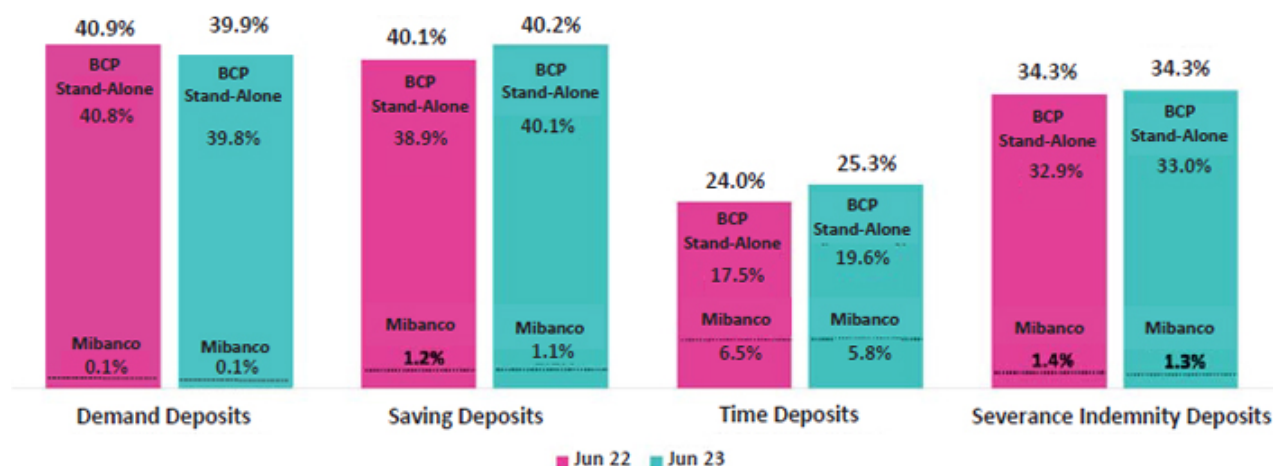 40.9%
39.9%
BCP
Stand-Alone
40.8%
BCP
Stand-Alone
39.8%
Mibanco
0.1%
Mibanco
0.1%
Demand Deposits
40.1%
40.2%
BCP
Stand-Alone
38.9%
BCP
Stand-Alone
40.1%
Mibanco
1.2%
Mibanco
1.1%
Saving Deposits
24.0%
25.3%
BCP
Stand-Alone
17.5%
BCP
Stand-Alone
19.6%
Mibanco
6.5%
Mibanco
5.8%
Time Deposits
34.3%
34.3%
BCP
Stand-Alone
32.9%
BCP
Stand-Alone
33.0%
Mibanco
1.4%
Mibanco
1.3%
Severance Indemnity Deposits
Jun 22 Jun 23